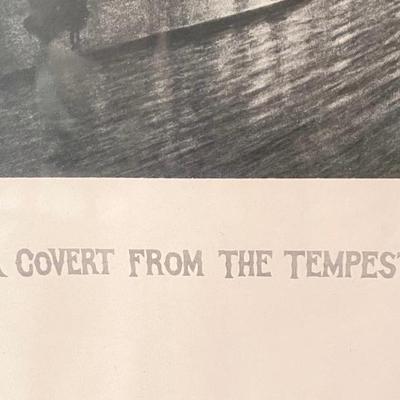 A COVERT FROM THE TEMPEST